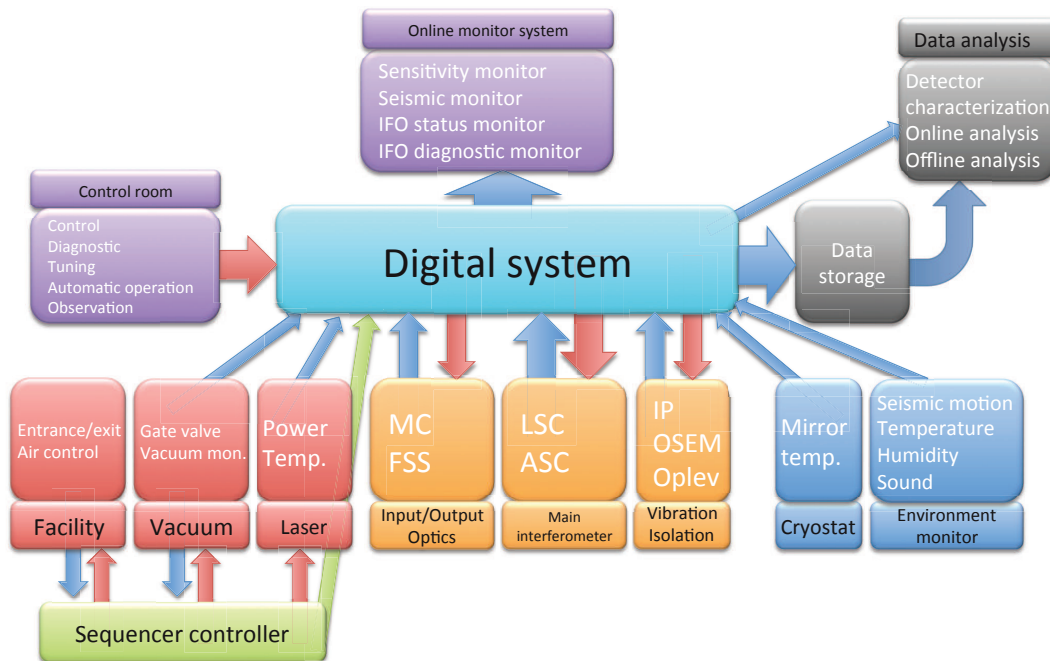 Online monitor system
Sensitivity monitor
Seismic monitor
IFO status monitor
IFO diagnostic monitor
Data analysis
Detector
characterization
Online analysis
Offline analysis
Control room
Control
Diagnostic
Tuning
Automatic operation
Observation
Digital system
Data
storage
Entrance/exit
Air control
Facility
Gate valve
Vacuum mon.
Vacuum
Power
Temp.
Laser
MC
FSS
Input/Output
Optics
LSC
ASC
Main
interferometer
IP
OSEM
Oplev
Vibration
Isolation
Mirror
temp.
Cryostat
Seismic motion
Temperature
Humidity
Sound
Environment
monitor
Sequencer controller